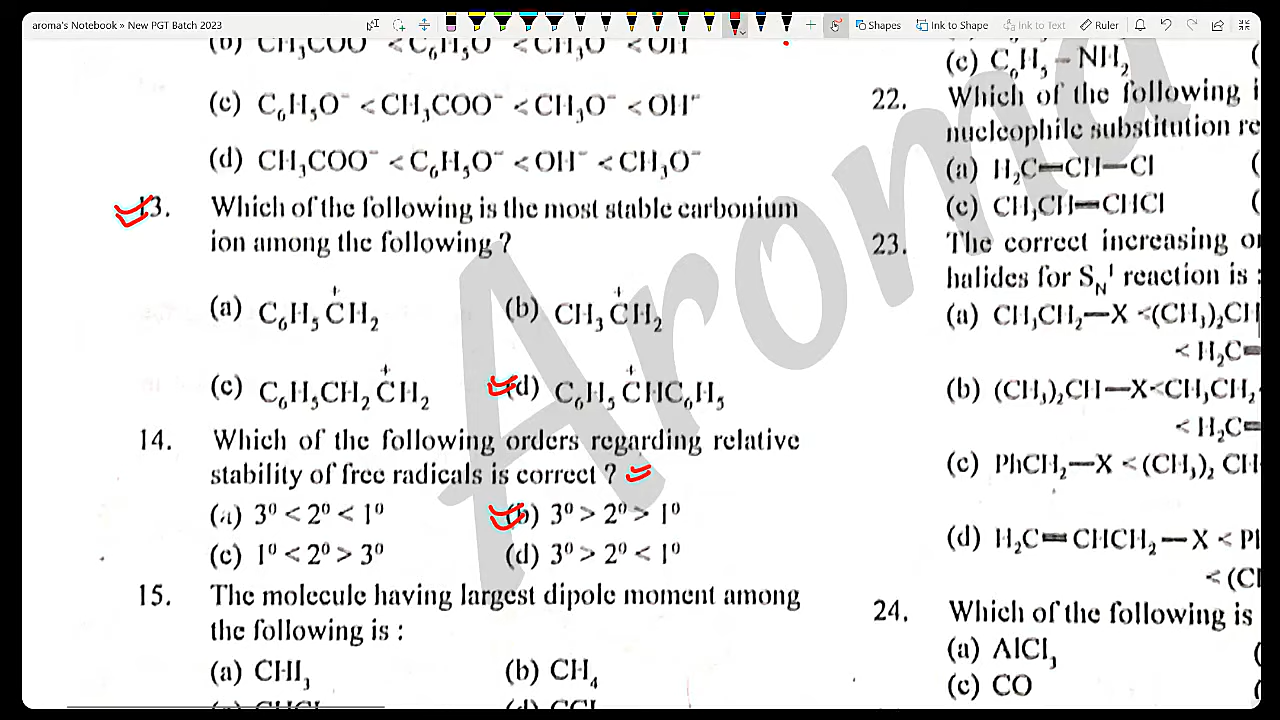 aroma's Notebook » New PGT Batch 2023
Shapes
Ink to Shape
Ink to Text
Ruler
(b) CH₃COO⁻ < C₆H₅O⁻ < CH₃O⁻ < OH⁻
(c) C₆H₅O⁻ < CH₃COO⁻ < CH₃O⁻ < OH⁻
(d) CH₃COO⁻ < C₆H₅O⁻ < OH⁻ < CH₃O⁻
13. Which of the following is the most stable carbonium
ion among the following ?
(a) C₆H₅C⁺H₂ (b) CH₃C⁺H₂
(c) C₆H₅CH₂C⁺H₂ (d) C₆H₅C⁺HC₆H₅
14. Which of the following orders regarding relative
stability of free radicals is correct ?
(a) 3⁰ < 2⁰ < 1⁰ (b) 3⁰ > 2⁰ > 1⁰
(c) 1⁰ < 2⁰ > 3⁰ (d) 3⁰ > 2⁰ < 1⁰
15. The molecule having largest dipole moment among
the following is :
(a) CHI₃ (b) CH₄
(c) C₆H₅ – NH₂
22. Which of the following i
nucleophile substitution re
(a) H₂C=CH—Cl
(c) CH₃CH=CHCl
23. The correct increasing or
halides for S_N¹ reaction is :
(a) CH₃CH₂—X <(CH₃)₂CH
< H₂C=
(b) (CH₃)₂CH—X<CH₃CH₂-
< H₂C=
(c) PhCH₂—X < (CH₃)₂ CH
(d) H₂C=CHCH₂—X < Pl
< (CI
24. Which of the following is
(a) AlCl₃
(c) CO
Aroma